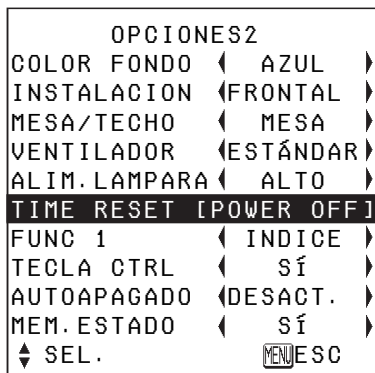 OPCIONES2
COLOR FONDO AZUL
INSTALACION FRONTAL
MESA/TECHO MESA
VENTILADOR ESTÁNDAR
ALIM.LAMPARA ALTO
TIME RESET [POWER OFF]
FUNC 1 INDICE
TECLA CTRL SÍ
AUTOAPAGADO DESACT.
MEM.ESTADO SÍ
SEL. MENU ESC